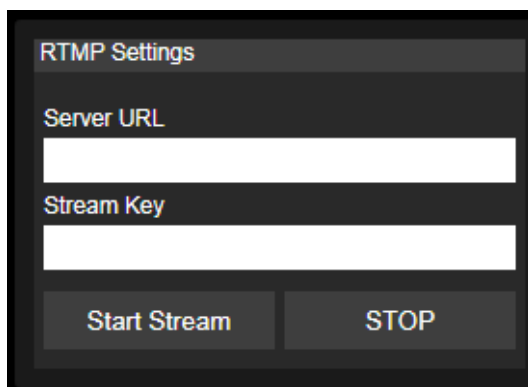 RTMP Settings
Server URL
Stream Key
Start Stream STOP